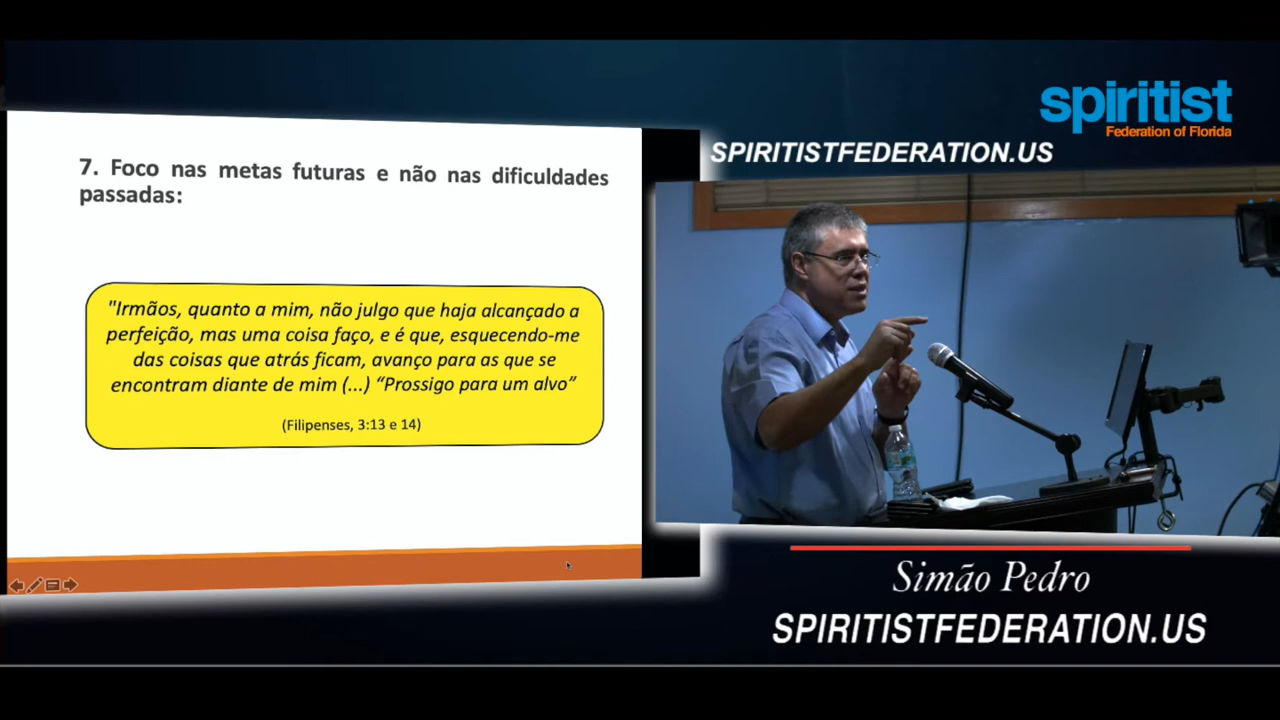 7. Foco nas metas futuras e não nas dificuldades
passadas:
"Irmãos, quanto a mim, não julgo que haja alcançado a
perfeição, mas uma coisa faço, e é que, esquecendo-me
das coisas que atrás ficam, avanço para as que se
encontram diante de mim (...) “Prossigo para um alvo”
(Filipenses, 3:13 e 14)
spiritist
Federation of Florida
SPIRITISTFEDERATION.US
Simão Pedro
SPIRITISTFEDERATION.US